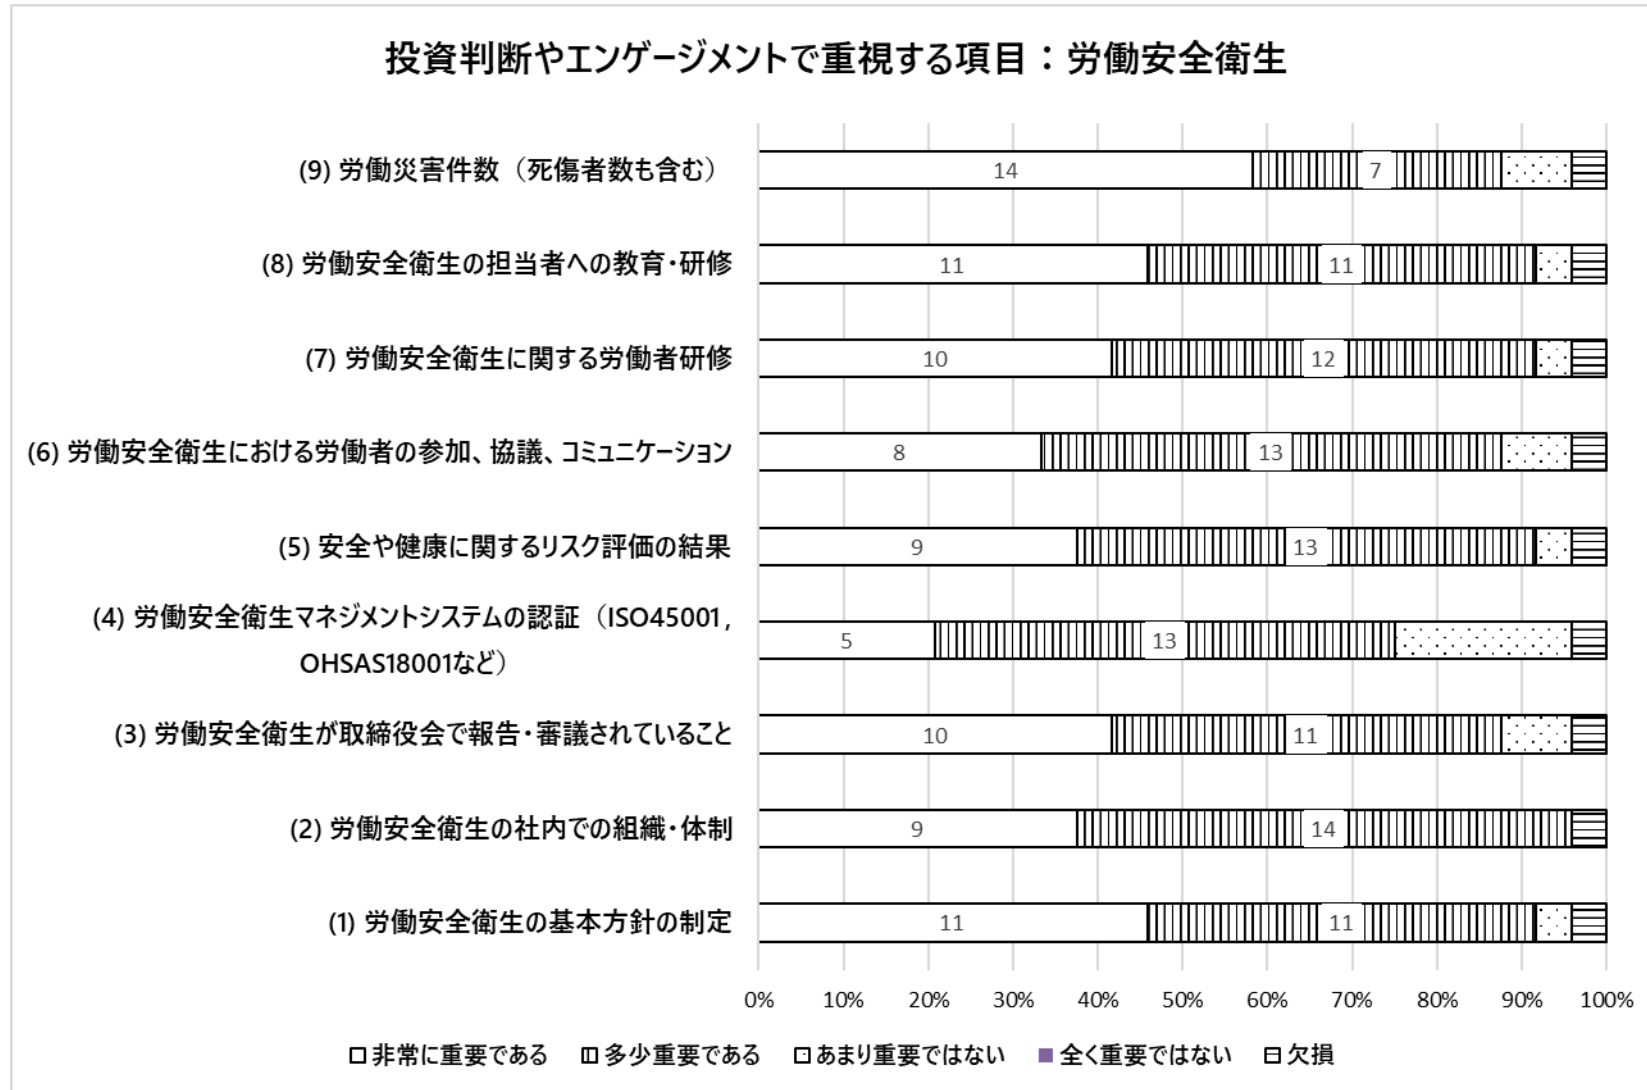 投資判断やエンゲージメントで重視する項目：労働安全衛生
(9) 労働災害件数（死傷者数も含む）
14 7
(8) 労働安全衛生の担当者への教育・研修
11 11
(7) 労働安全衛生に関する労働者研修
10 12
(6) 労働安全衛生における労働者の参加、協議、コミュニケーション
8 13
(5) 安全や健康に関するリスク評価の結果
9 13
(4) 労働安全衛生マネジメントシステムの認証（ISO45001,
OHSAS18001など）
5 13
(3) 労働安全衛生が取締役会で報告・審議されていること
10 11
(2) 労働安全衛生の社内での組織・体制
9 14
(1) 労働安全衛生の基本方針の制定
11 11
0% 10% 20% 30% 40% 50% 60% 70% 80% 90% 100%
非常に重要である 多少重要である あまり重要ではない 全く重要ではない 欠損